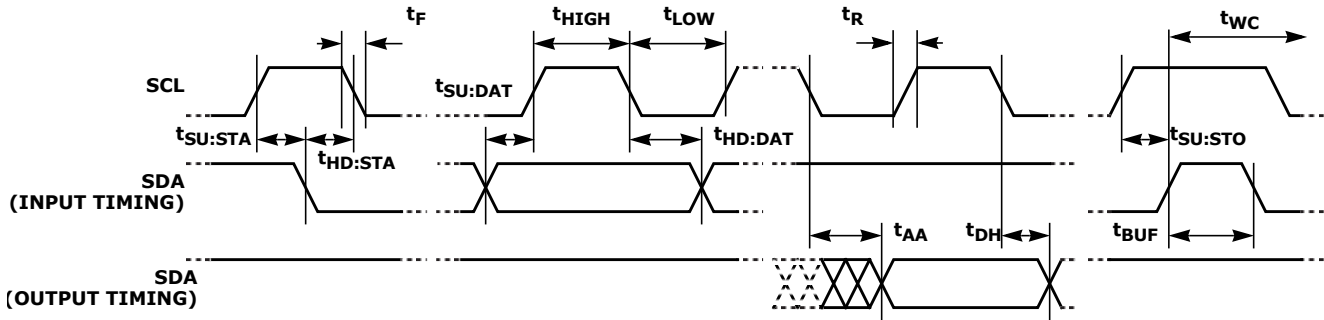 tF tHIGH tLOW tR tWC
SCL tSU:DAT
tSU:STA tHD:STA tHD:DAT tSU:STO
SDA
(INPUT TIMING)
tAA tDH tBUF
SDA
(OUTPUT TIMING)